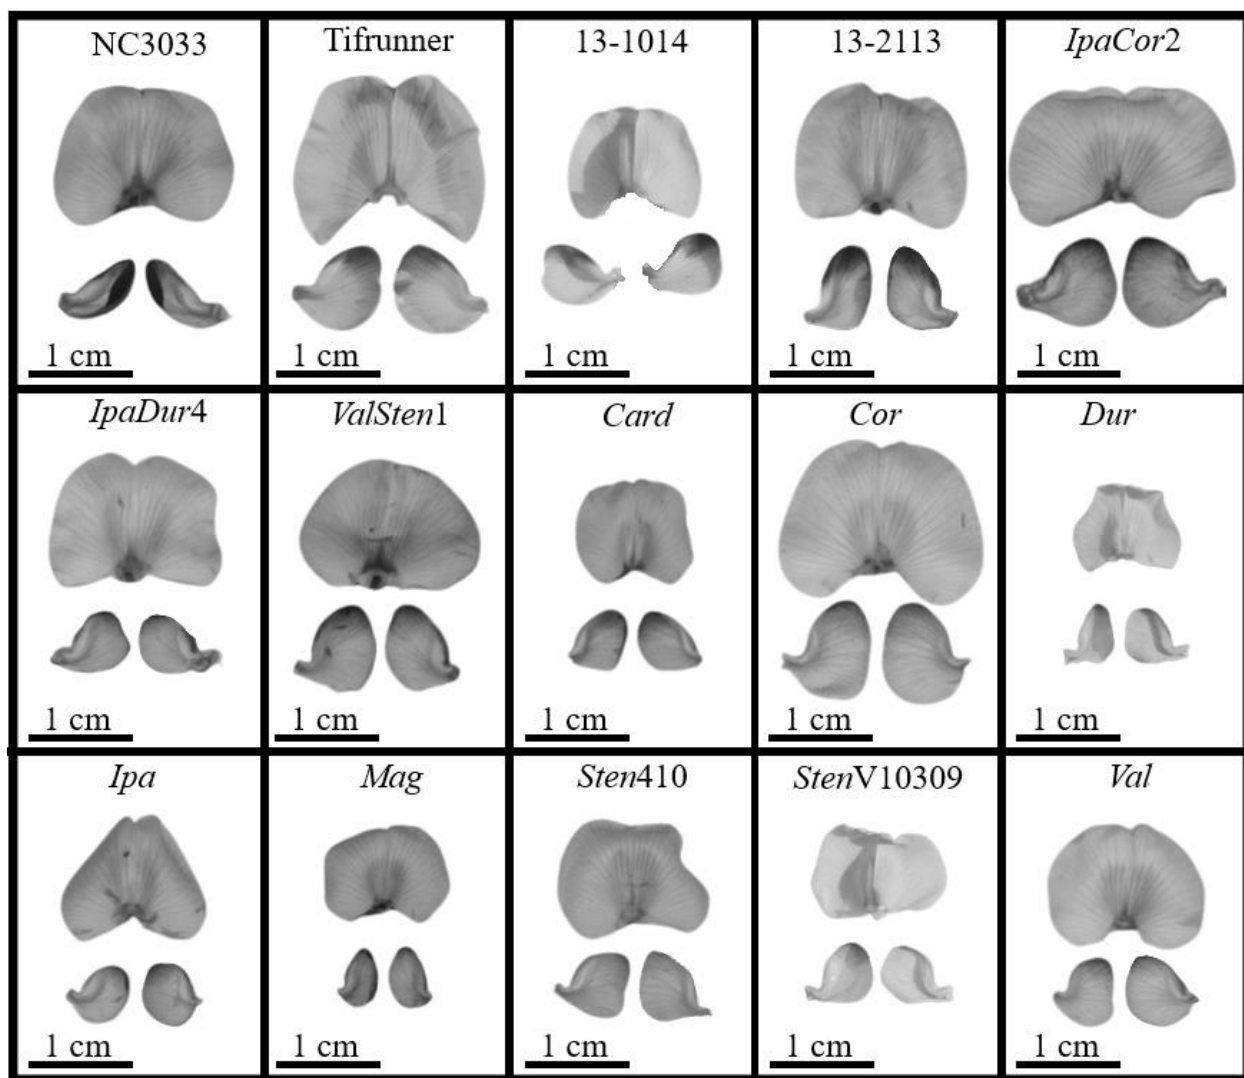 NC3033
Tifrunner
13-1014
13-2113
IpaCor2
1 cm
1 cm
1 cm
1 cm
1 cm
IpaDur4
ValSten1
Card
Cor
Dur
1 cm
1 cm
1 cm
1 cm
1 cm
Ipa
Mag
Sten410
StenV10309
Val
1 cm
1 cm
1 cm
1 cm
1 cm